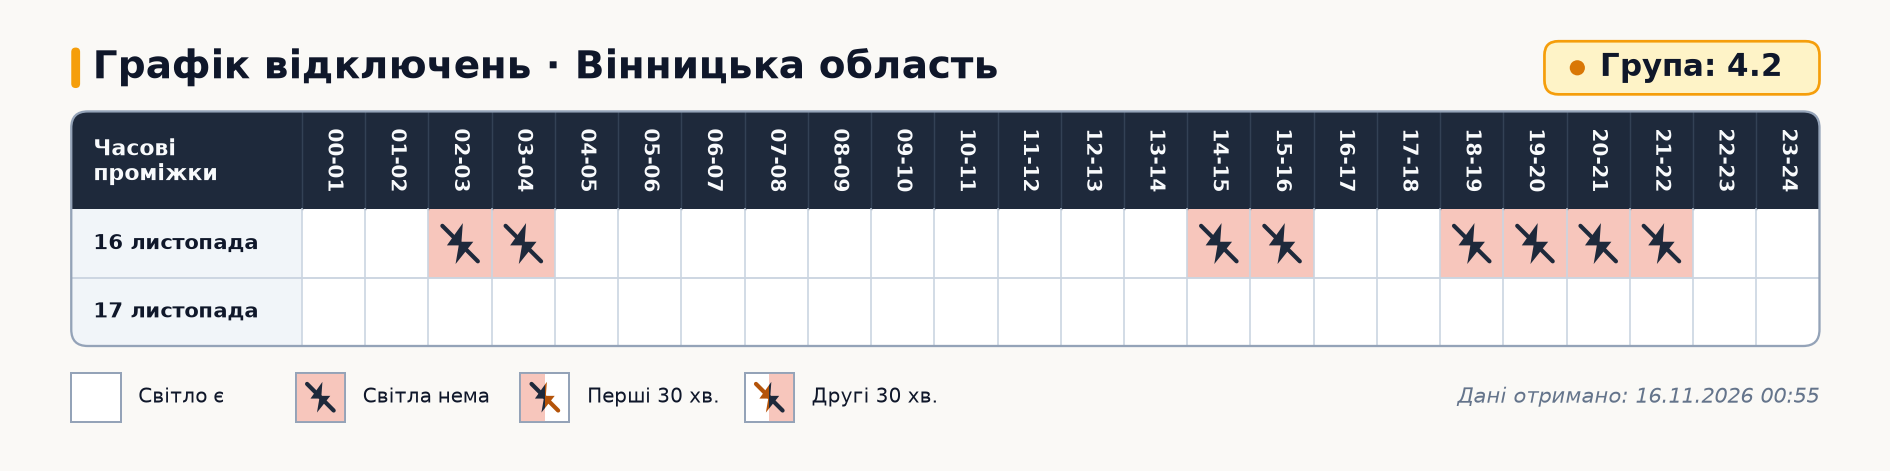 Графік відключень · Вінницька область
Група: 4.2
Часові
проміжки
00-01
01-02
02-03
03-04
04-05
05-06
06-07
07-08
08-09
09-10
10-11
11-12
12-13
13-14
14-15
15-16
16-17
17-18
18-19
19-20
20-21
21-22
22-23
23-24
16 листопада
17 листопада
Світло є
Світла нема
Перші 30 хв.
Другі 30 хв.
Дані отримано: 16.11.2026 00:55